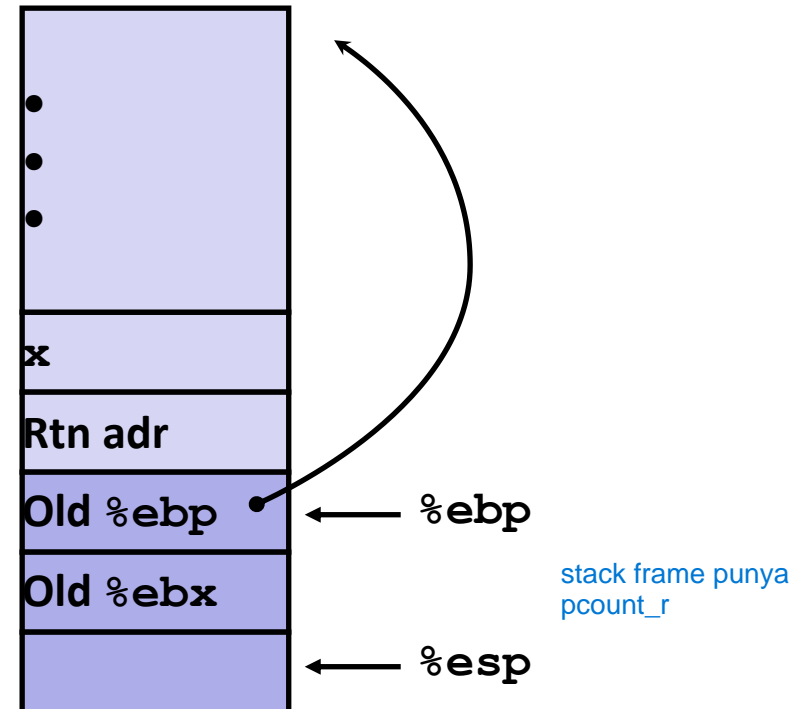 x
Rtn adr
Old %ebp
%ebp
Old %ebx
stack frame punya
pcount_r
%esp